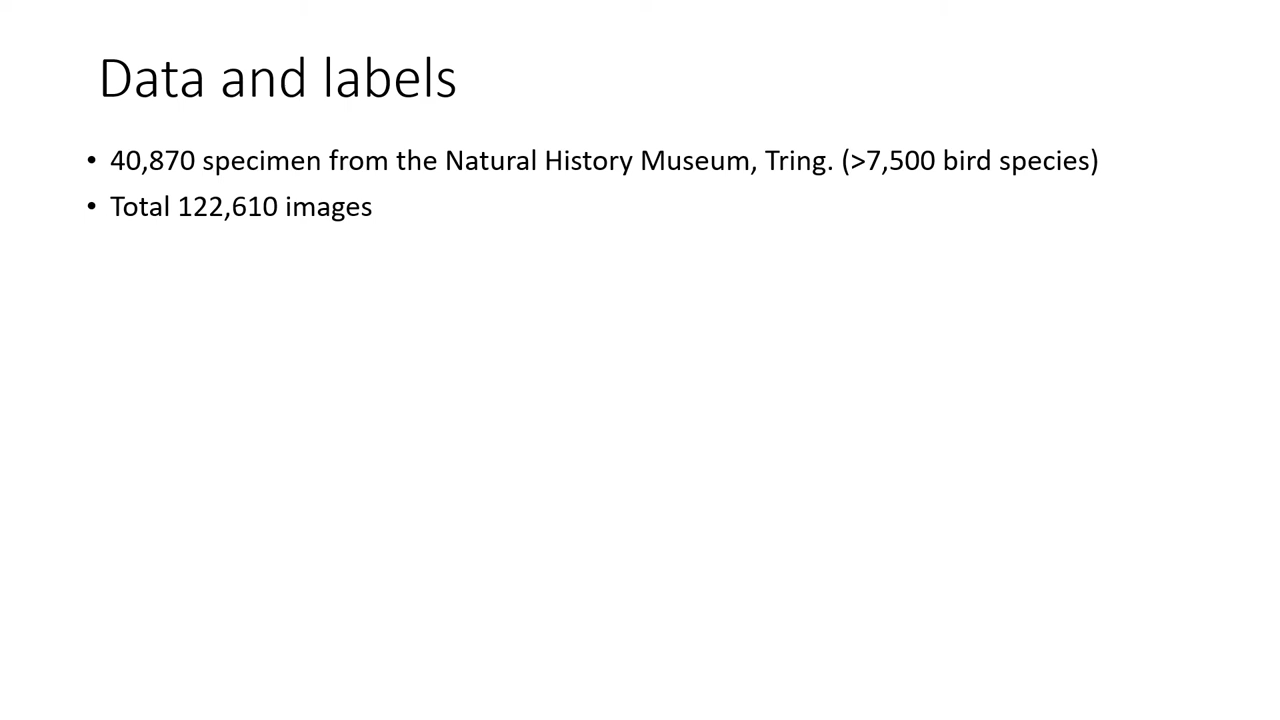 Data and labels
• 40,870 specimen from the Natural History Museum, Tring. (>7,500 bird species)
• Total 122,610 images